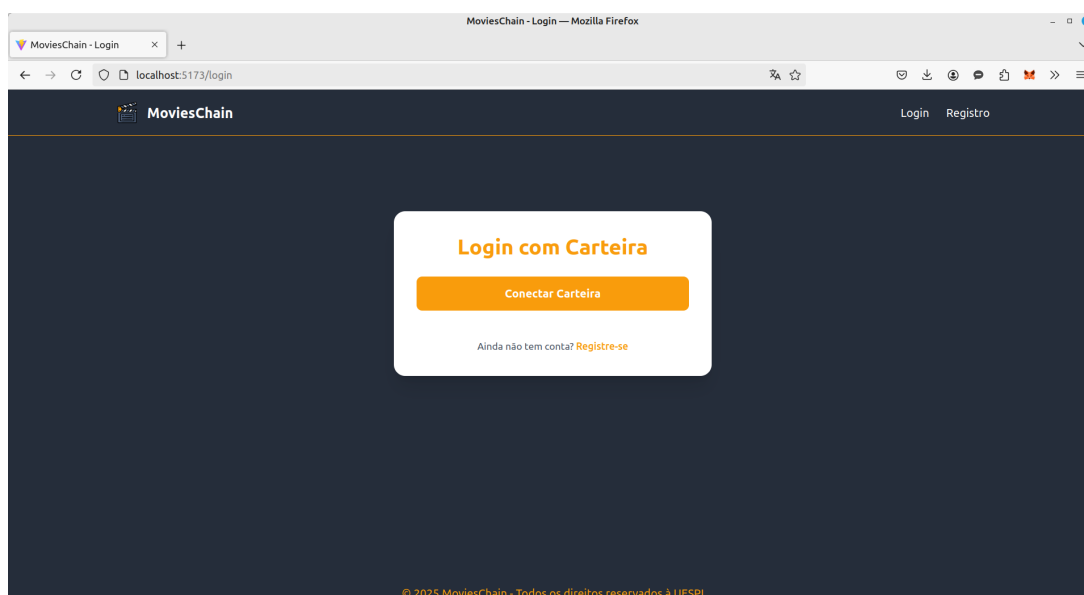 MoviesChain - Login — Mozilla Firefox
MoviesChain - Login
localhost:5173/login
MoviesChain
Login Registro
Login com Carteira
Conectar Carteira
Ainda não tem conta? Registre-se
© 2025 MoviesChain - Todos os direitos reservados à UESPI